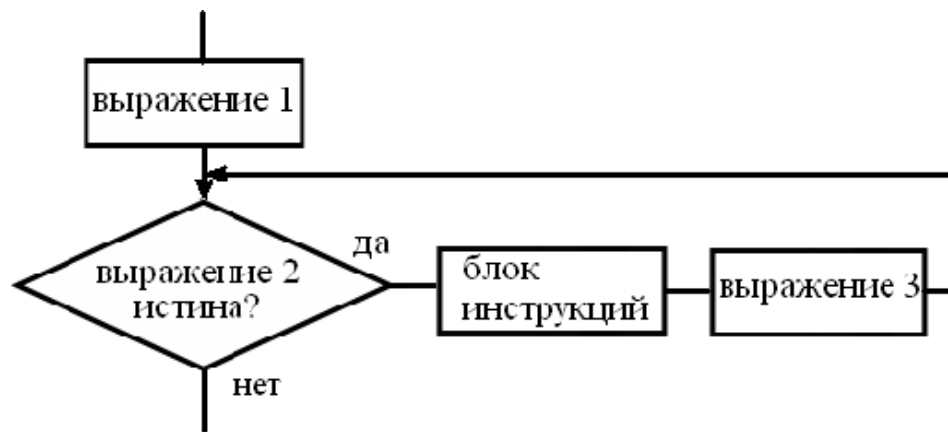 выражение 1
выражение 2
истина?
да
блок
инструкций
выражение 3
нет